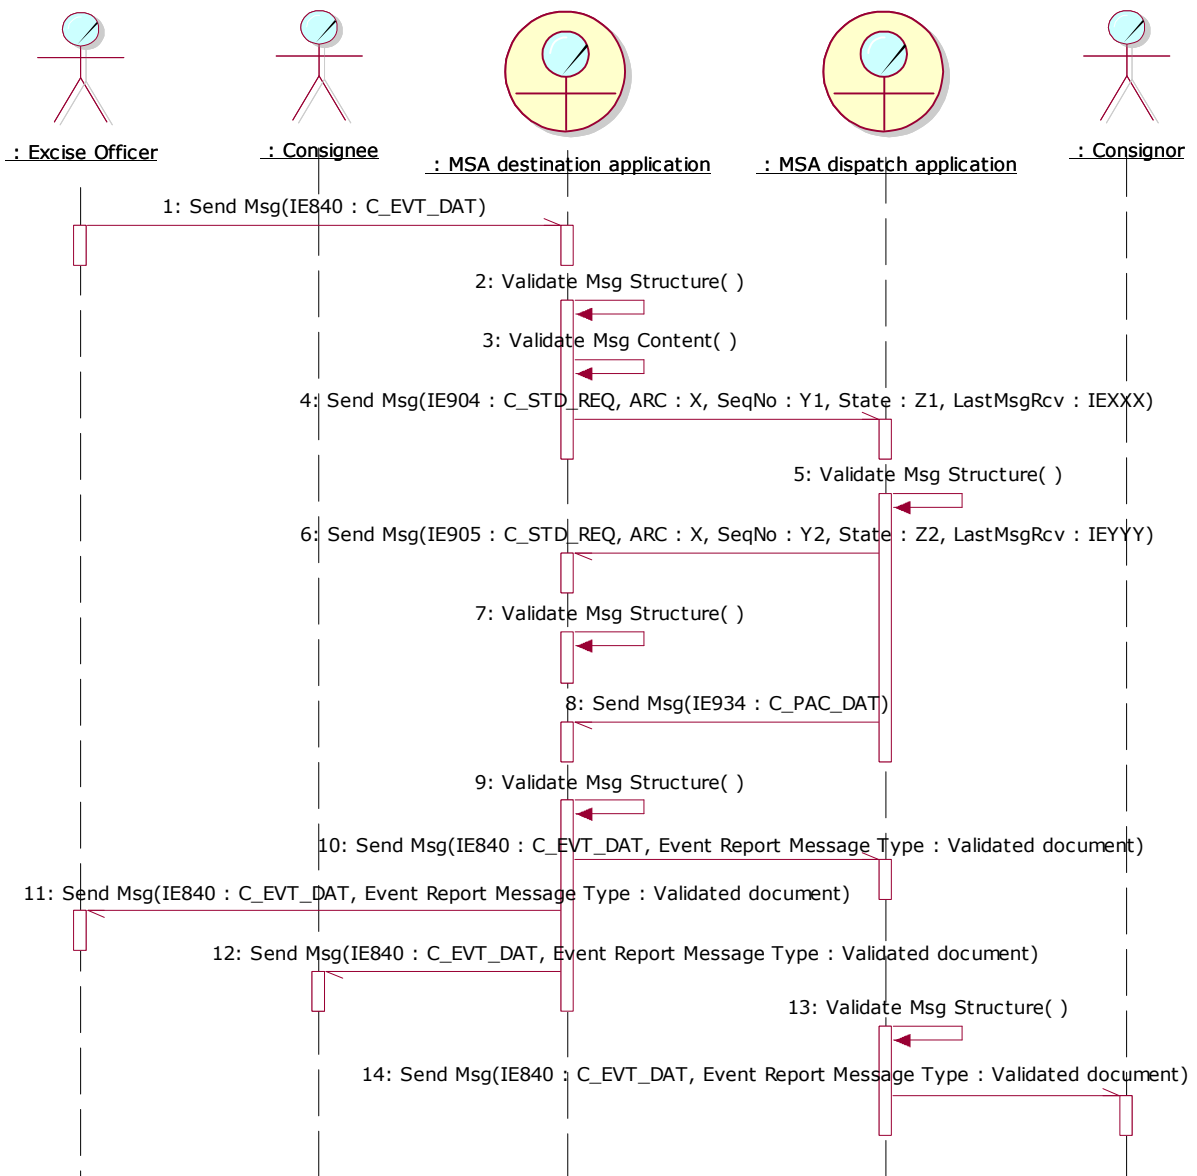 : Excise Officer
: Consignee
: MSA destination application
: MSA dispatch application
: Consignor
1: Send Msg(IE840 : C_EVT_DAT)
2: Validate Msg Structure( )
3: Validate Msg Content( )
4: Send Msg(IE904 : C_STD_REQ, ARC : X, SeqNo : Y1, State : Z1, LastMsgRcv : IEXXX)
5: Validate Msg Structure( )
6: Send Msg(IE905 : C_STD_REQ, ARC : X, SeqNo : Y2, State : Z2, LastMsgRcv : IEYYY)
7: Validate Msg Structure( )
8: Send Msg(IE934 : C_PAC_DAT)
9: Validate Msg Structure( )
10: Send Msg(IE840 : C_EVT_DAT, Event Report Message Type : Validated document)
11: Send Msg(IE840 : C_EVT_DAT, Event Report Message Type : Validated document)
12: Send Msg(IE840 : C_EVT_DAT, Event Report Message Type : Validated document)
13: Validate Msg Structure( )
14: Send Msg(IE840 : C_EVT_DAT, Event Report Message Type : Validated document)